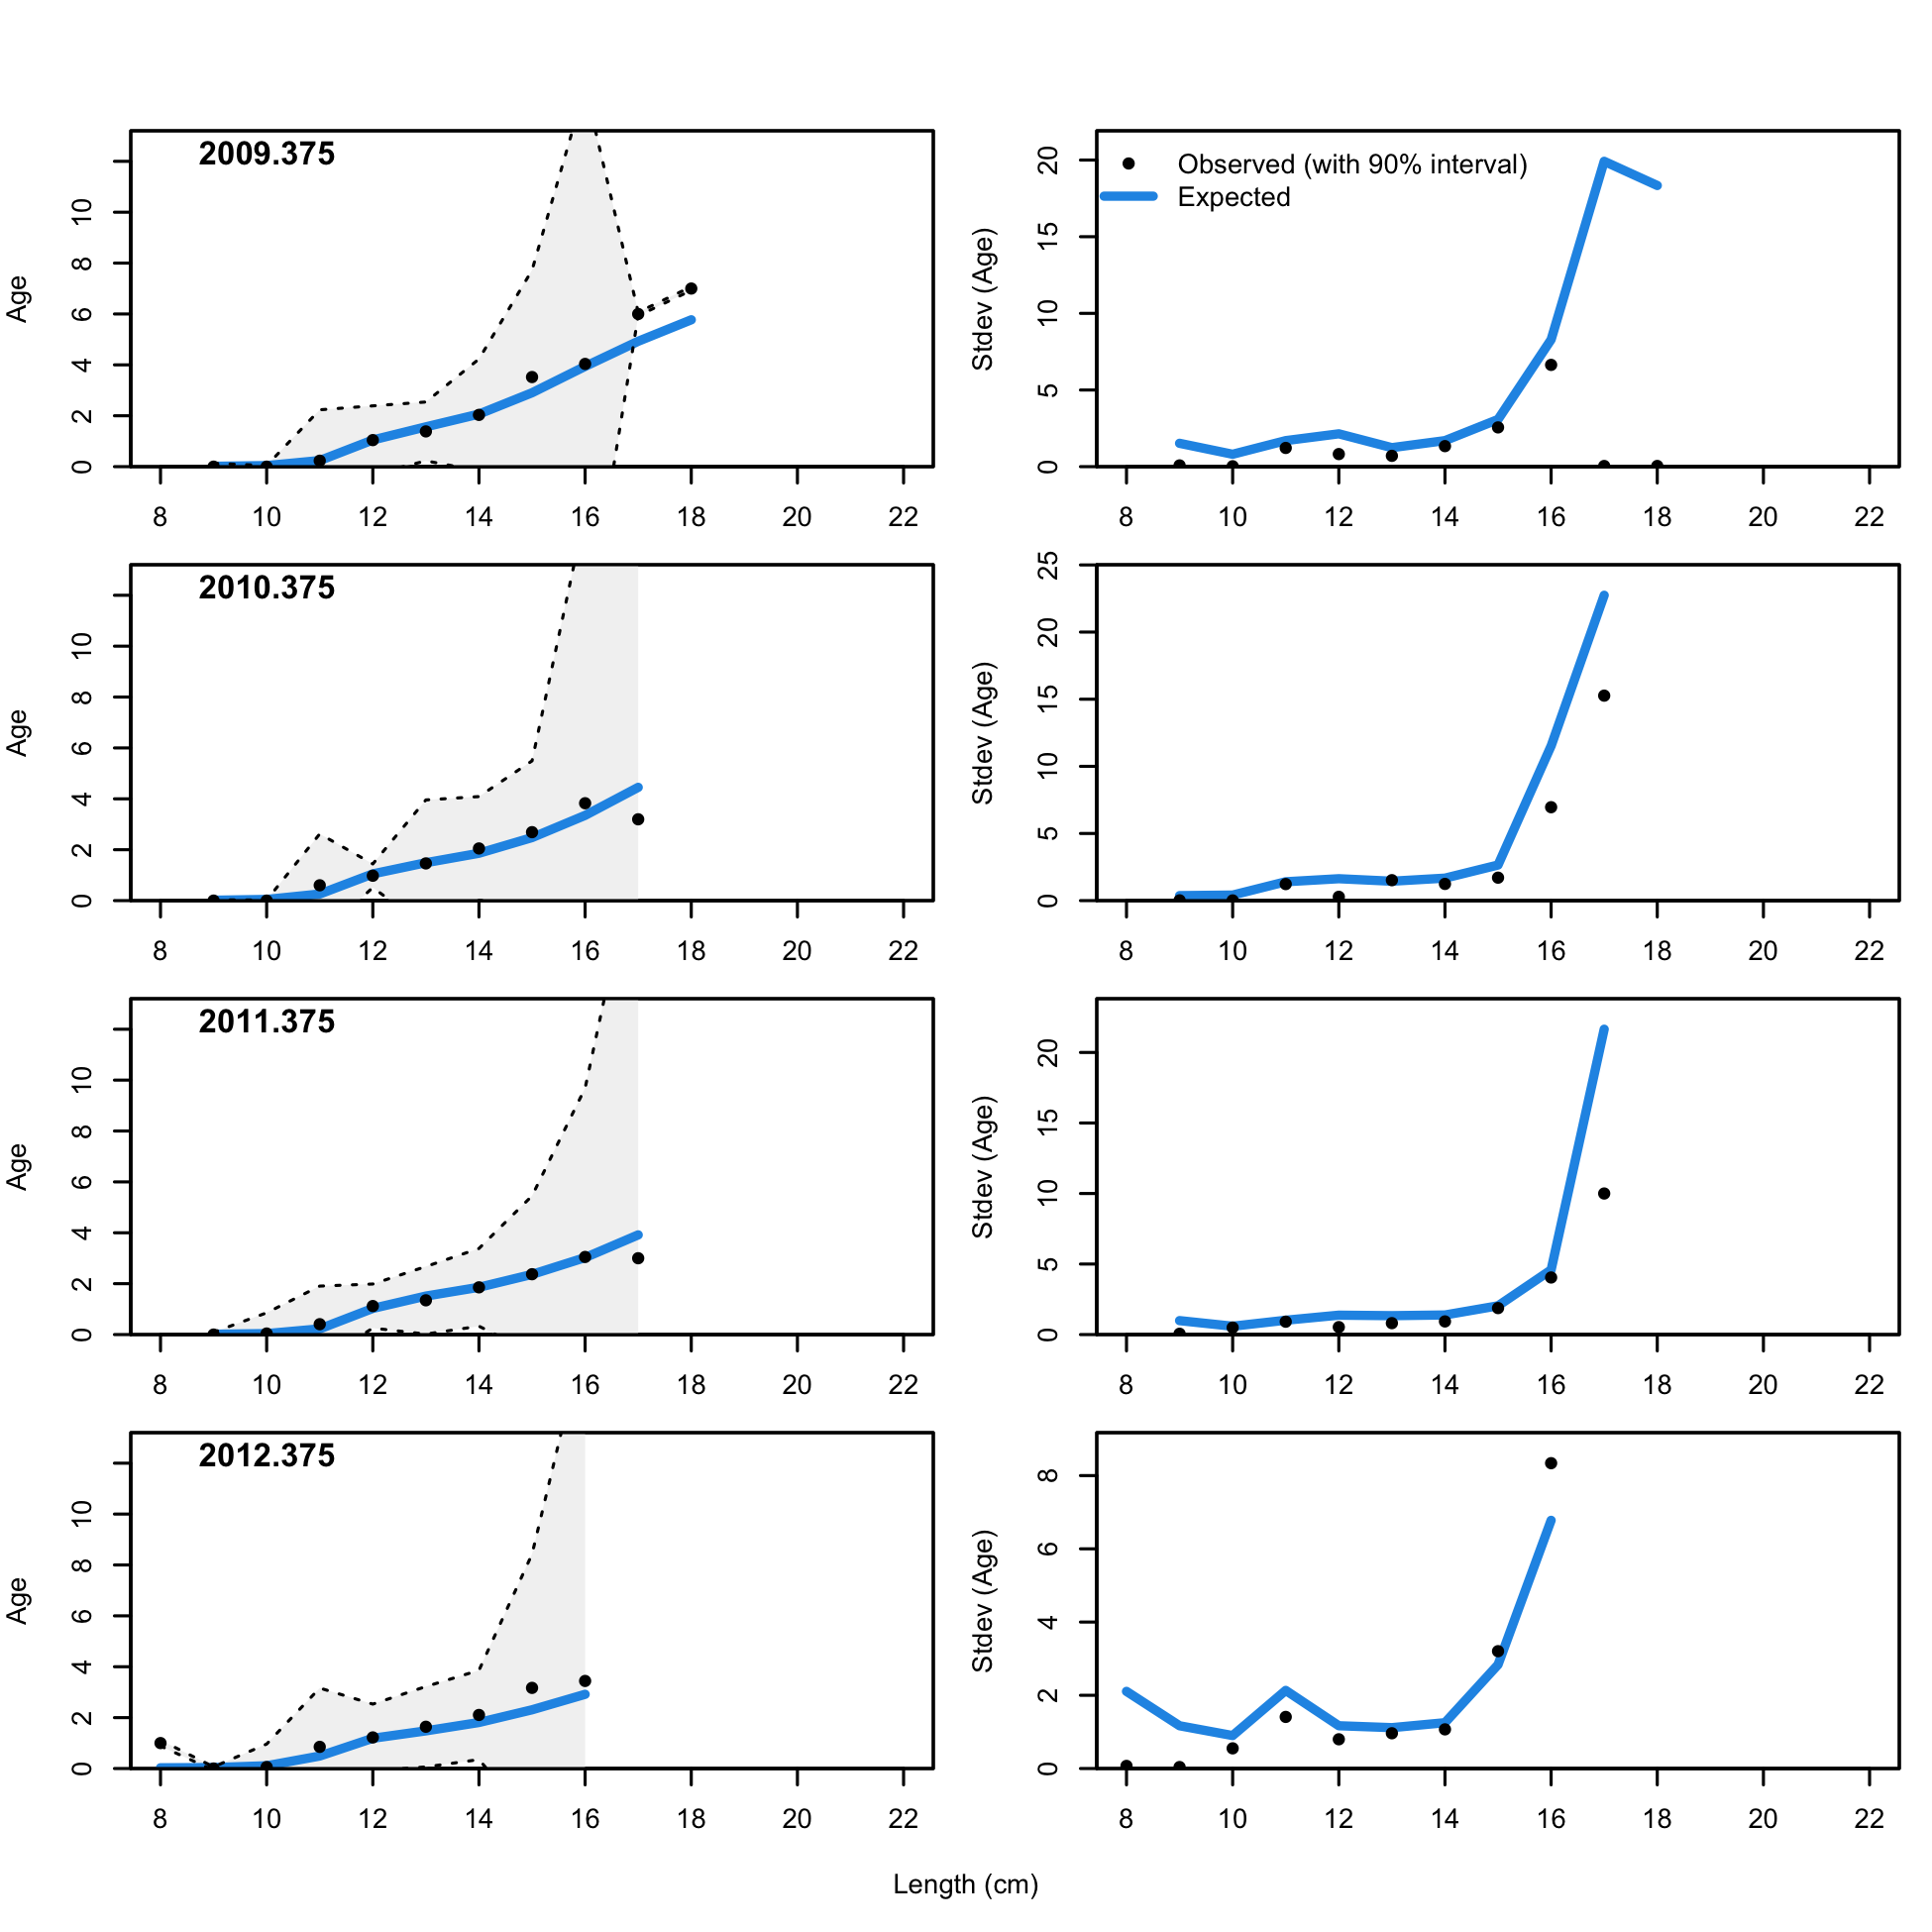 2009.375
Age
0 2 4 6 8 10
8 10 12 14 16 18 20 22
Observed (with 90% interval)
Expected
Stdev (Age)
0 5 10 15 20
8 10 12 14 16 18 20 22
2010.375
Age
0 2 4 6 8 10
8 10 12 14 16 18 20 22
Stdev (Age)
0 5 10 15 20 25
8 10 12 14 16 18 20 22
2011.375
Age
0 2 4 6 8 10
8 10 12 14 16 18 20 22
Stdev (Age)
0 5 10 15 20
8 10 12 14 16 18 20 22
2012.375
Age
0 2 4 6 8 10
8 10 12 14 16 18 20 22
Stdev (Age)
0 2 4 6 8
8 10 12 14 16 18 20 22
Length (cm)